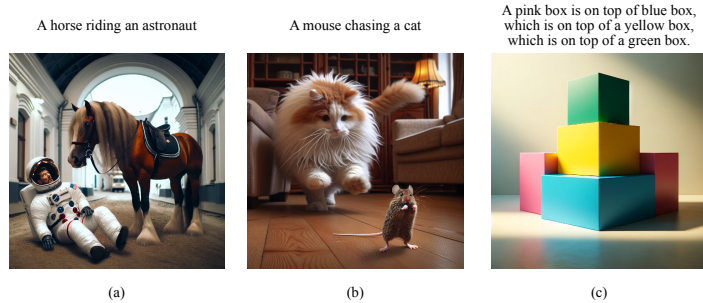 A horse riding an astronaut
A mouse chasing a cat
A pink box is on top of blue box,
which is on top of a yellow box,
which is on top of a green box.
(a)
(b)
(c)